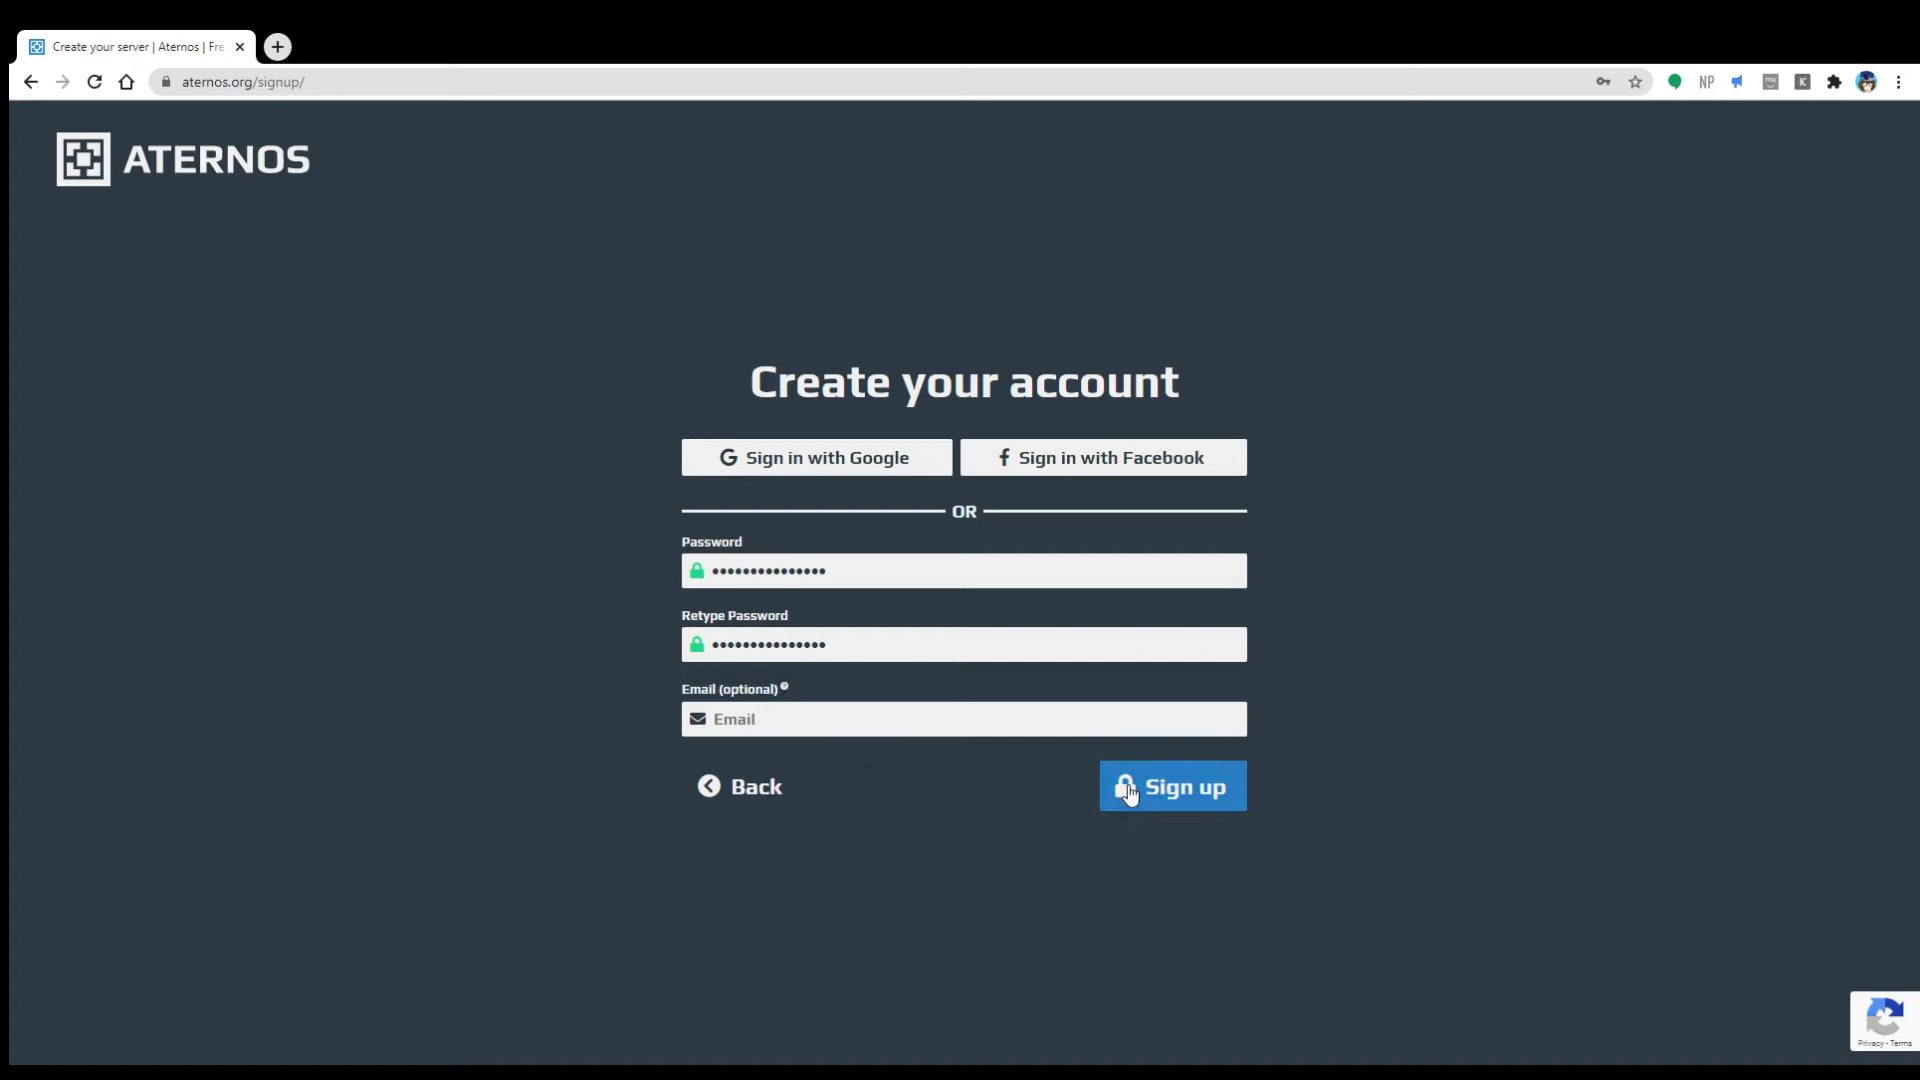 Create your server | Aternos | Fre
aternos.org/signup/
NP
mu
K
ATERNOS
Create your account
G Sign in with Google
f Sign in with Facebook
OR
Password
•••••••••••••••
Retype Password
•••••••••••••••
Email (optional) ?
Email
Back
Sign up
Privacy - Terms